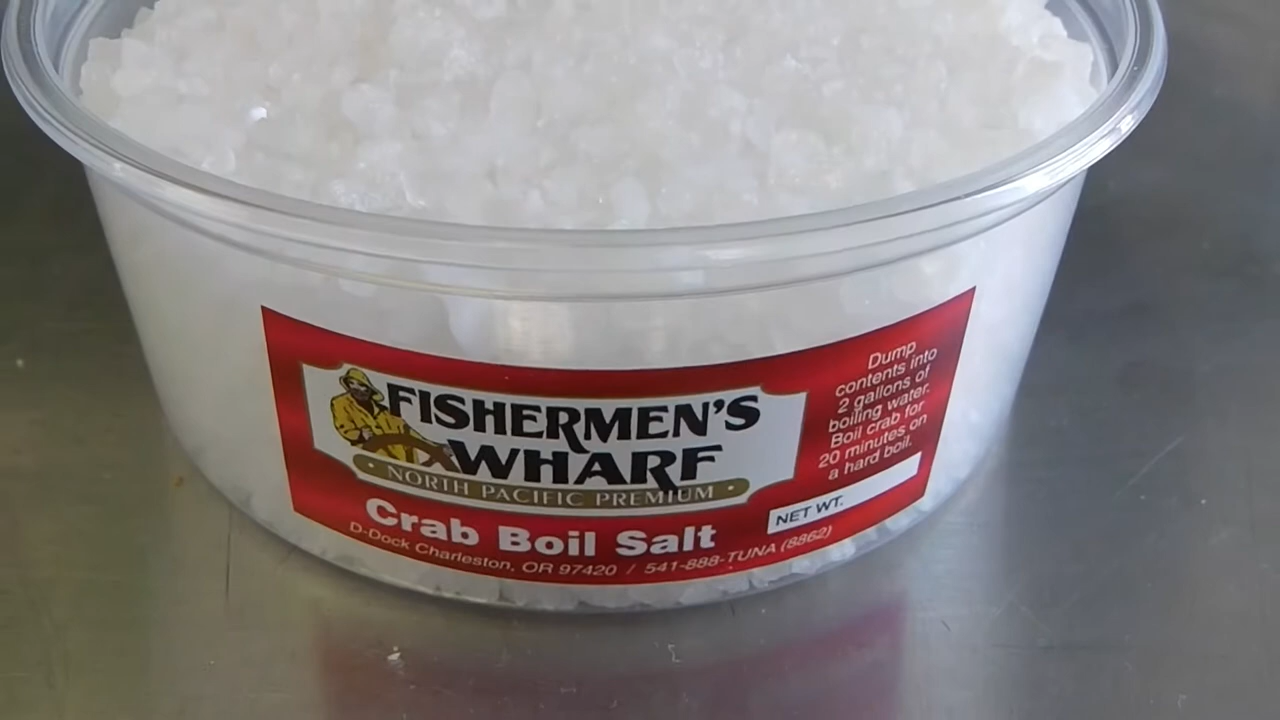 FISHERMEN'S
WHARF
• NORTH PACIFIC PREMIUM •
Crab Boil Salt
D-Dock Charleston, OR 97420 / 541-888-TUNA (8862)
Dump
contents into
2 gallons of
boiling water.
Boil crab for
20 minutes on
a hard boil.
NET WT.